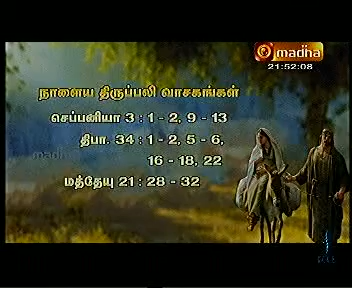 madha
21:52:08
நாளைய திருப்பலி வாசகங்கள்
செப்பனியா 3 : 1 - 2, 9 - 13
திபா. 34 : 1 - 2, 5 - 6,
16 - 18, 22
மத்தேயு 21 : 28 - 32
madha